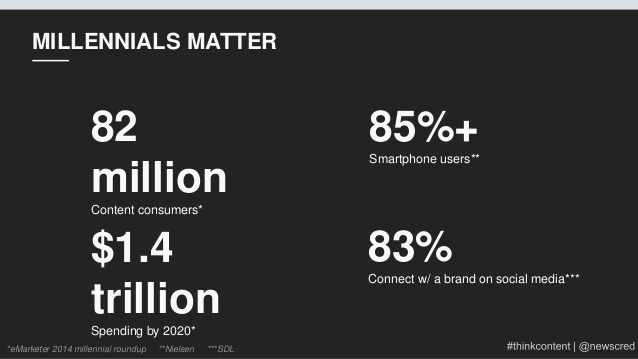 MILLENNIALS MATTER
82
million
Content consumers*
85%+
Smartphone users**
$1.4
trillion
Spending by 2020*
83%
Connect w/ a brand on social media***
*eMarketer 2014 millennial roundup **Nielsen ***SDL
#thinkcontent | @newscred